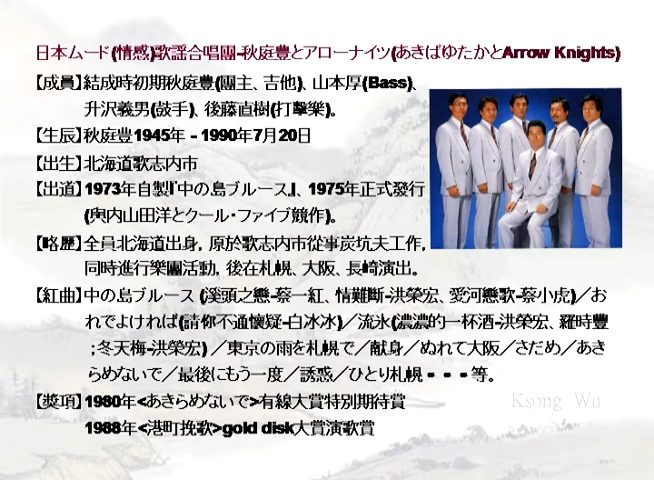 日本ムード(情感)歌謡合唱團-秋庭豊とアローナイツ(あきばゆたかとArrow Knights)
【成員】結成時初期秋庭豊(團主、吉他)、山本厚(Bass)、
升沢義男(鼓手)、後藤直樹(打擊樂)。
【生辰】秋庭豊1945年 - 1990年7月20日
【出生】北海道歌志内市
【出道】1973年自製『中の島ブルース』、1975年正式發行
(與内山田洋とクール・ファイブ競作)。
【略歷】全員北海道出身, 原於歌志内市從事炭坑夫工作,
同時進行樂團活動, 後在札幌、大阪、長崎演出。
【紅曲】中の島ブルース (溪頭之戀-蔡一紅、情難斷-洪榮宏、愛河戀歌-蔡小虎)／お
れでよければ(請你不通懷疑-白冰冰)／流氷(濃濃的一杯酒-洪榮宏、羅時豐
;冬天梅-洪榮宏) ／東京の雨を札幌で／献身／ぬれて大阪／さだめ／あき
らめないで／最後にもう一度／誘惑／ひとり札幌・・・等。
【獎項】1980年<あきらめないで>有線大賞特別期待賞
1988年<港町挽歌>gold disk大賞演歌賞
Ksong Wu